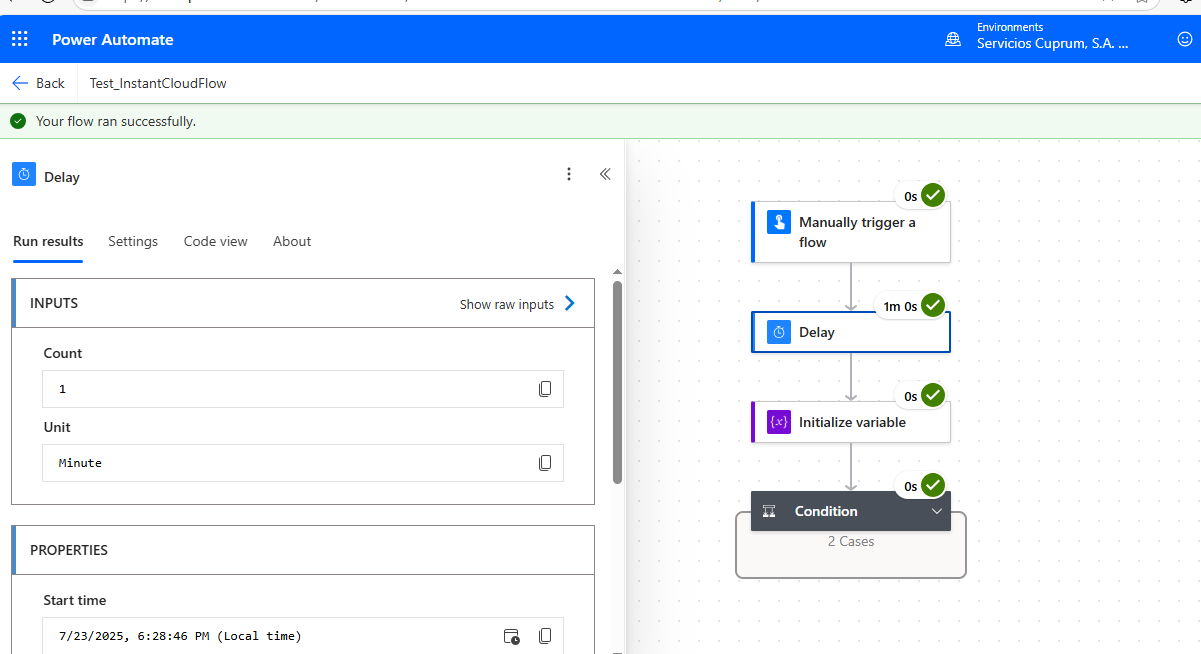 Power Automate
Environments
Servicios Cuprum, S.A. ...
Back
Test_InstantCloudFlow
Your flow ran successfully.
Delay
Run results
Settings
Code view
About
INPUTS
Show raw inputs
Count
1
Unit
Minute
PROPERTIES
Start time
7/23/2025, 6:28:46 PM (Local time)
0s
Manually trigger a
flow
1m 0s
Delay
0s
{x}
Initialize variable
0s
Condition
2 Cases